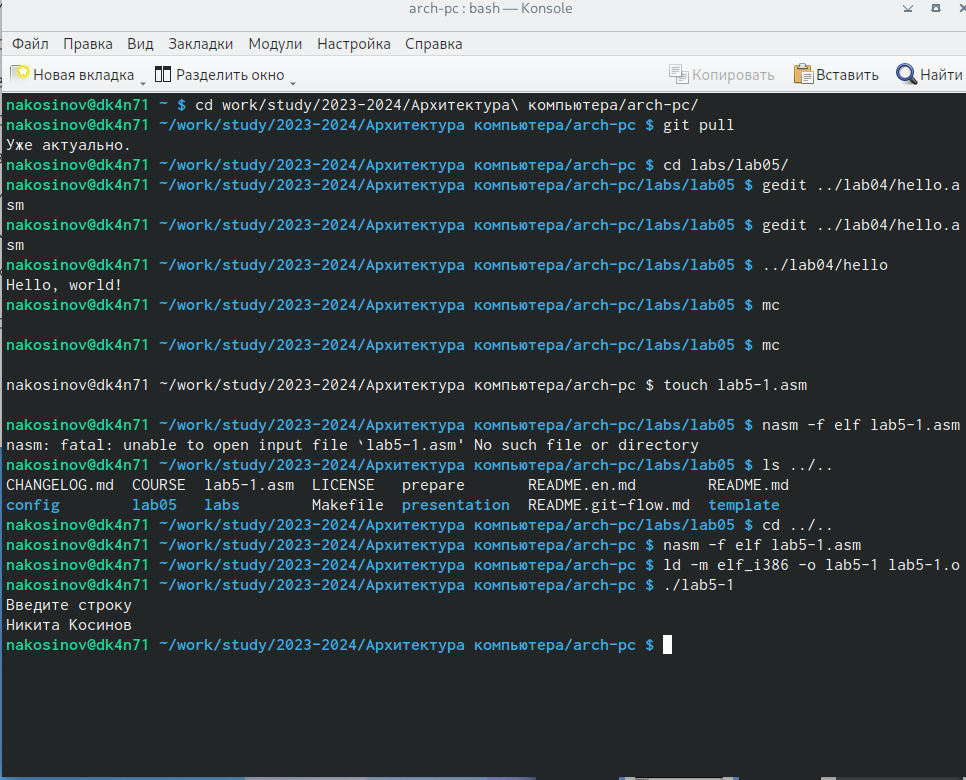 arch-pc : bash — Konsole
Файл Правка Вид Закладки Модули Настройка Справка
Новая вкладка Разделить окно Копировать Вставить Найти
nakosinov@dk4n71 ~ $ cd work/study/2023-2024/Архитектура\ компьютера/arch-pc/
nakosinov@dk4n71 ~/work/study/2023-2024/Архитектура компьютера/arch-pc $ git pull
Уже актуально.
nakosinov@dk4n71 ~/work/study/2023-2024/Архитектура компьютера/arch-pc $ cd labs/lab05/
nakosinov@dk4n71 ~/work/study/2023-2024/Архитектура компьютера/arch-pc/labs/lab05 $ gedit ../lab04/hello.a
sm
nakosinov@dk4n71 ~/work/study/2023-2024/Архитектура компьютера/arch-pc/labs/lab05 $ gedit ../lab04/hello.a
sm
nakosinov@dk4n71 ~/work/study/2023-2024/Архитектура компьютера/arch-pc/labs/lab05 $ ../lab04/hello
Hello, world!
nakosinov@dk4n71 ~/work/study/2023-2024/Архитектура компьютера/arch-pc/labs/lab05 $ mc
nakosinov@dk4n71 ~/work/study/2023-2024/Архитектура компьютера/arch-pc/labs/lab05 $ mc
nakosinov@dk4n71 ~/work/study/2023-2024/Архитектура компьютера/arch-pc $ touch lab5-1.asm
nakosinov@dk4n71 ~/work/study/2023-2024/Архитектура компьютера/arch-pc/labs/lab05 $ nasm -f elf lab5-1.asm
nasm: fatal: unable to open input file `lab5-1.asm' No such file or directory
nakosinov@dk4n71 ~/work/study/2023-2024/Архитектура компьютера/arch-pc/labs/lab05 $ ls ../..
CHANGELOG.md COURSE lab5-1.asm LICENSE prepare README.en.md README.md
config lab05 labs Makefile presentation README.git-flow.md template
nakosinov@dk4n71 ~/work/study/2023-2024/Архитектура компьютера/arch-pc/labs/lab05 $ cd ../..
nakosinov@dk4n71 ~/work/study/2023-2024/Архитектура компьютера/arch-pc $ nasm -f elf lab5-1.asm
nakosinov@dk4n71 ~/work/study/2023-2024/Архитектура компьютера/arch-pc $ ld -m elf_i386 -o lab5-1 lab5-1.o
nakosinov@dk4n71 ~/work/study/2023-2024/Архитектура компьютера/arch-pc $ ./lab5-1
Введите строку
Никита Косинов
nakosinov@dk4n71 ~/work/study/2023-2024/Архитектура компьютера/arch-pc $